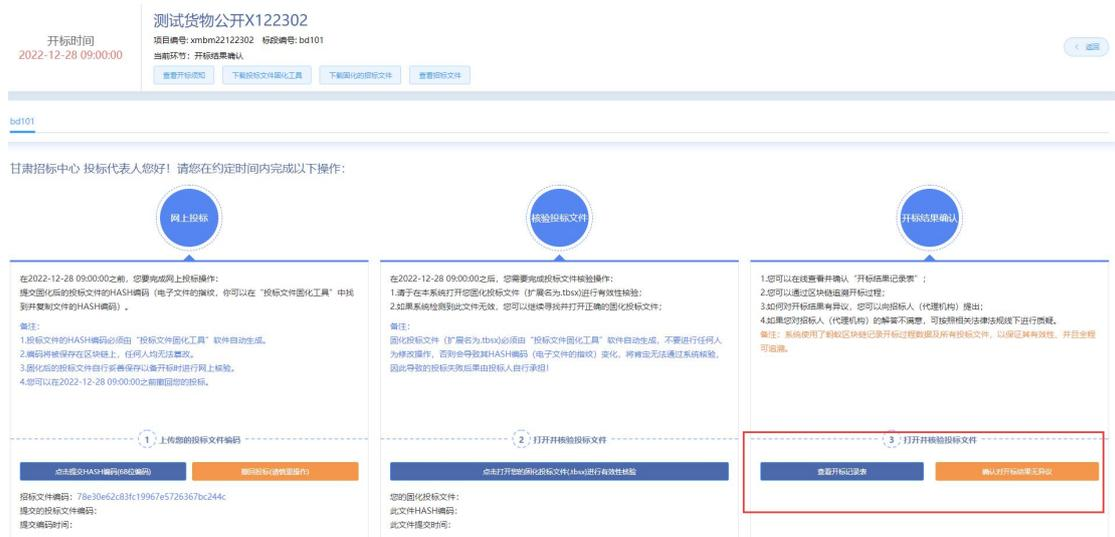 开标时间
2022-12-28 09:00:00
测试货物公开X122302
项目编号: xmbm22122302 标段编号: bd101
当前环节: 开标结果确认
查看开标须知 下载投标文件固化工具 下载固化的招标文件 查看招标文件
< 返回
bd101
甘肃招标中心 投标代表人您好！请您在约定时间内完成以下操作:
网上投标
在2022-12-28 09:00:00之前，您要完成网上投标操作:
提交固化后的投标文件的HASH编码（电子文件的指纹，你可以在“投标文件固化工具”中找
到并复制文件的HASH编码）。
备注:
1.投标文件的HASH编码必须由“投标文件固化工具”软件自动生成。
2.编码将被保存在区块链上，任何人均无法篡改。
3.固化后的投标文件自行妥善保存以备开标时进行网上核验。
4.您可以在2022-12-28 09:00:00之前撤回您的投标。
1 上传您的投标文件编码
点击提交HASH编码(68位编码) 撤回投标(请慎重操作)
招标文件编码: 78e30e62c83fc19967e5726367bc244c
提交的投标文件编码:
提交编码时间:
核验投标文件
在2022-12-28 09:00:00之后，您需要完成投标文件核验操作:
1.请于在本系统打开您固化投标文件（扩展名为.tbsx)进行有效性核验;
2.如果系统检测到此文件无效，您可以继续寻找并打开正确的固化投标文件;
备注:
固化投标文件（扩展名为.tbsx)必须由“投标文件固化工具”软件自动生成，不要进行任何人
为修改操作，否则会导致其HASH编码（电子文件的指纹）变化，将肯定无法通过系统核验，
因此导致的投标失败后果由投标人自行承担！
2 打开并核验投标文件
点击打开您的固化投标文件(.tbsx)进行有效性核验
您的固化投标文件:
此文件HASH编码:
此文件提交时间:
开标结果确认
1.您可以在线查看并确认“开标结果记录表”;
2.您可以通过区块链追溯开标过程;
3.如何对开标结果有异议，您可以向招标人（代理机构）提出;
4.如果您对招标人（代理机构）的解答不满意，可按照相关法律法规线下进行质疑。
备注: 系统使用了蚂蚁区块链记录开标过程数据及所有投标文件，以保证其有效性、并且全程
可追溯。
3 打开并核验投标文件
查看开标记录表 确认对开标结果无异议